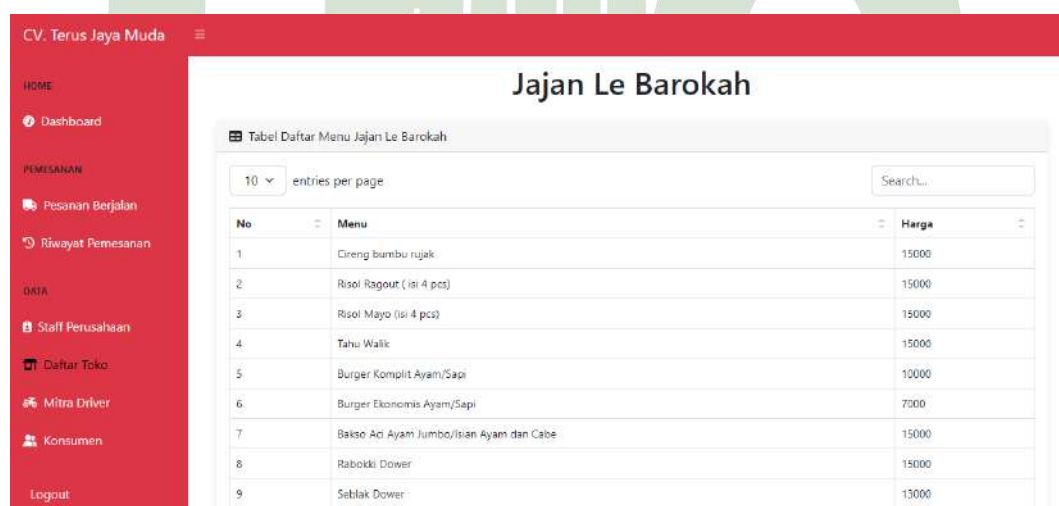 CV. Terus Jaya Muda
HOME
Dashboard
PEMESANAN
Pesanan Berjalan
Riwayat Pemesanan
DATA
Staff Perusahaan
Daftar Toko
Mitra Driver
Konsumen
Logout
Jajan Le Barokah
Tabel Daftar Menu Jajan Le Barokah
10 entries per page Search...
No Menu Harga
1 Cireng bumbu rujak 15000
2 Risol Ragout ( isi 4 pcs) 15000
3 Risol Mayo (isi 4 pcs) 15000
4 Tahu Walik 15000
5 Burger Komplit Ayam/Sapi 10000
6 Burger Ekonomis Ayam/Sapi 7000
7 Bakso Aci Ayam Jumbo/Isian Ayam dan Cabe 15000
8 Rabokki Dower 15000
9 Seblak Dower 13000